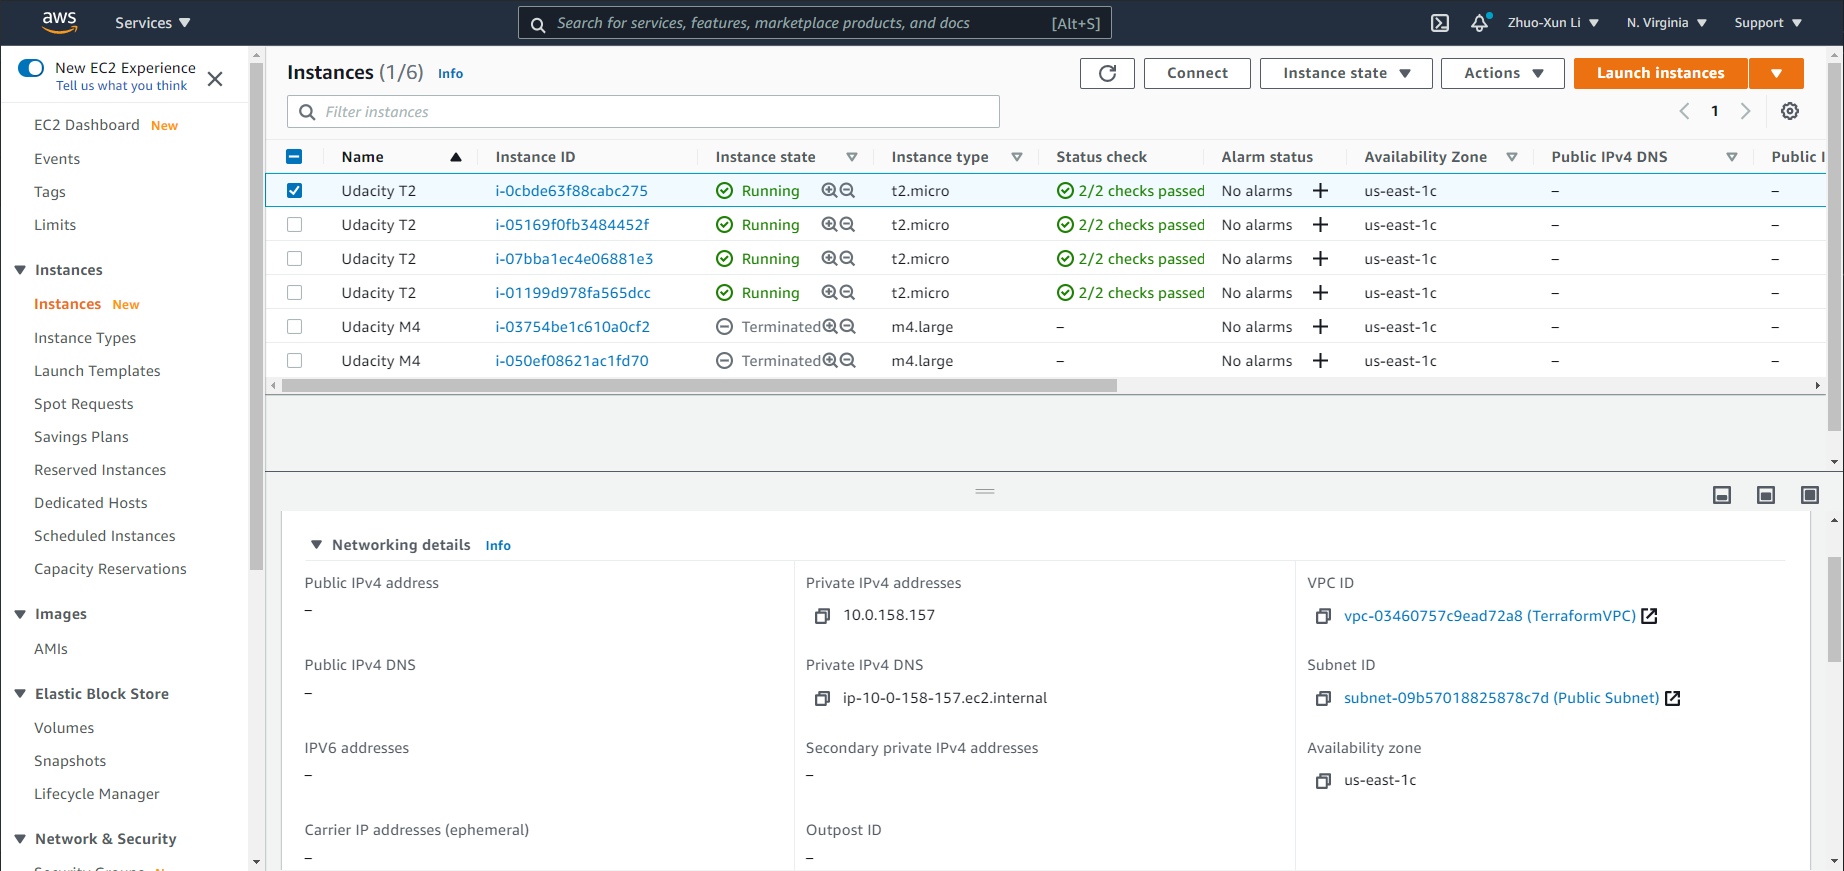 aws Services Search for services, features, marketplace products, and docs [Alt+S] Zhuo-Xun Li N. Virginia Support
New EC2 Experience
Tell us what you think
EC2 Dashboard New
Events
Tags
Limits
Instances
Instances New
Instance Types
Launch Templates
Spot Requests
Savings Plans
Reserved Instances
Dedicated Hosts
Scheduled Instances
Capacity Reservations
Images
AMIs
Elastic Block Store
Volumes
Snapshots
Lifecycle Manager
Network & Security
Instances (1/6) Info Connect Instance state Actions Launch instances
Filter instances 1
Name Instance ID Instance state Instance type Status check Alarm status Availability Zone Public IPv4 DNS Public I
Udacity T2 i-0cbde63f88cabc275 Running t2.micro 2/2 checks passed No alarms + us-east-1c – –
Udacity T2 i-05169f0fb3484452f Running t2.micro 2/2 checks passed No alarms + us-east-1c – –
Udacity T2 i-07bba1ec4e06881e3 Running t2.micro 2/2 checks passed No alarms + us-east-1c – –
Udacity T2 i-01199d978fa565dcc Running t2.micro 2/2 checks passed No alarms + us-east-1c – –
Udacity M4 i-03754be1c610a0cf2 Terminated m4.large – No alarms + us-east-1c – –
Udacity M4 i-050ef08621ac1fd70 Terminated m4.large – No alarms + us-east-1c – –
Networking details Info
Public IPv4 address
–
Public IPv4 DNS
–
IPV6 addresses
–
Carrier IP addresses (ephemeral)
–
Private IPv4 addresses
10.0.158.157
Private IPv4 DNS
ip-10-0-158-157.ec2.internal
Secondary private IPv4 addresses
–
Outpost ID
–
VPC ID
vpc-03460757c9ead72a8 (TerraformVPC)
Subnet ID
subnet-09b57018825878c7d (Public Subnet)
Availability zone
us-east-1c